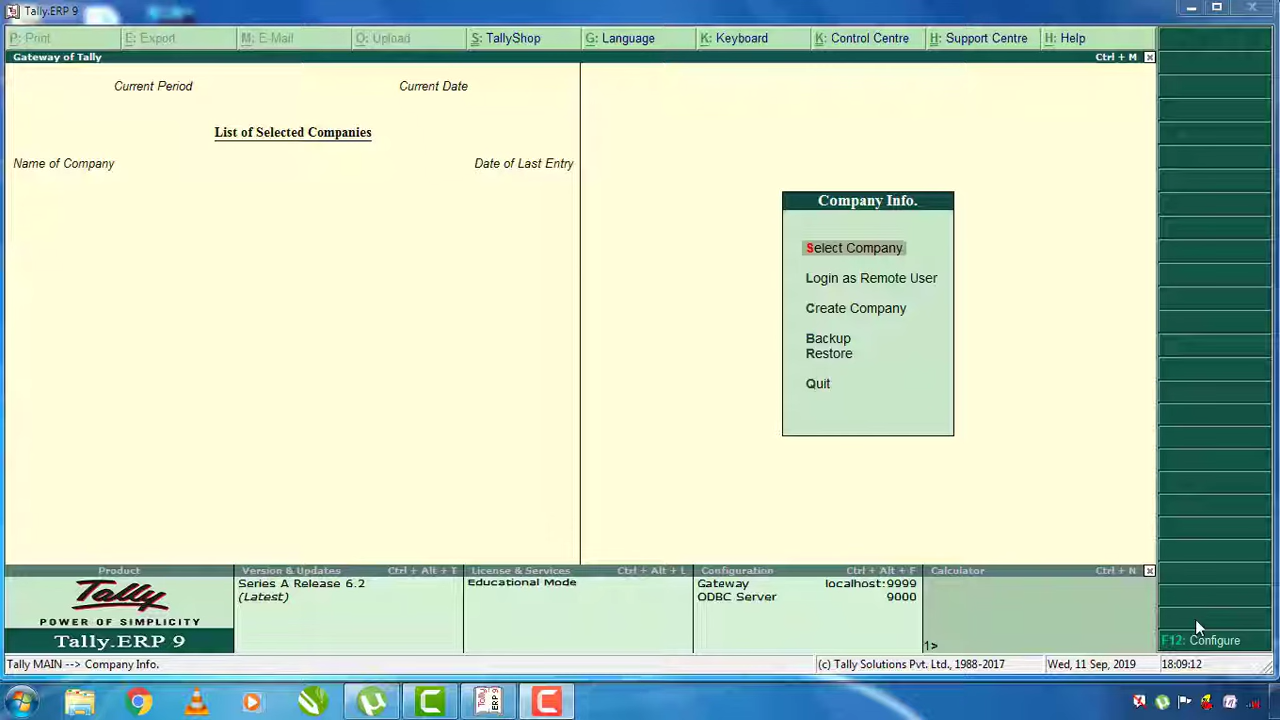 Tally.ERP 9
P: Print E: Export M: E-Mail O: Upload S: TallyShop G: Language K: Keyboard K: Control Centre H: Support Centre H: Help
Gateway of Tally Ctrl + M
Current Period Current Date
List of Selected Companies
Name of Company Date of Last Entry
Company Info.
Select Company
Login as Remote User
Create Company
Backup
Restore
Quit
F12: Configure
Product
Tally
POWER OF SIMPLICITY
Tally.ERP 9
Version & Updates Ctrl + Alt + T
Series A Release 6.2
(Latest)
License & Services Ctrl + Alt + L
Educational Mode
Configuration Ctrl + Alt + F
Gateway localhost:9999
ODBC Server 9000
Calculator Ctrl + N
1>
Tally MAIN --> Company Info. (c) Tally Solutions Pvt. Ltd., 1988-2017 Wed, 11 Sep, 2019 18:09:12